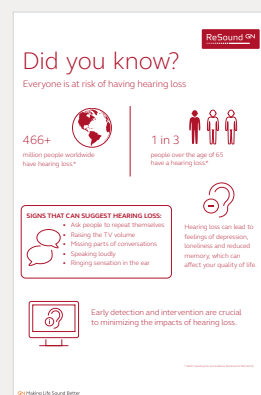 ReSound GN
Did you know?
Everyone is at risk of having hearing loss
466+
million people worldwide
have hearing loss.*
1 in 3
people over the age of 65
have a hearing loss.*
SIGNS THAT CAN SUGGEST HEARING LOSS:
• Ask people to repeat themselves
• Raising the TV volume
• Missing parts of conversations
• Speaking loudly
• Ringing sensation in the ear
Hearing loss can lead to
feelings of depression,
loneliness and reduced
memory, which can
affect your quality of life.
Early detection and intervention are crucial
to minimizing the impacts of hearing loss.
GN Making Life Sound Better